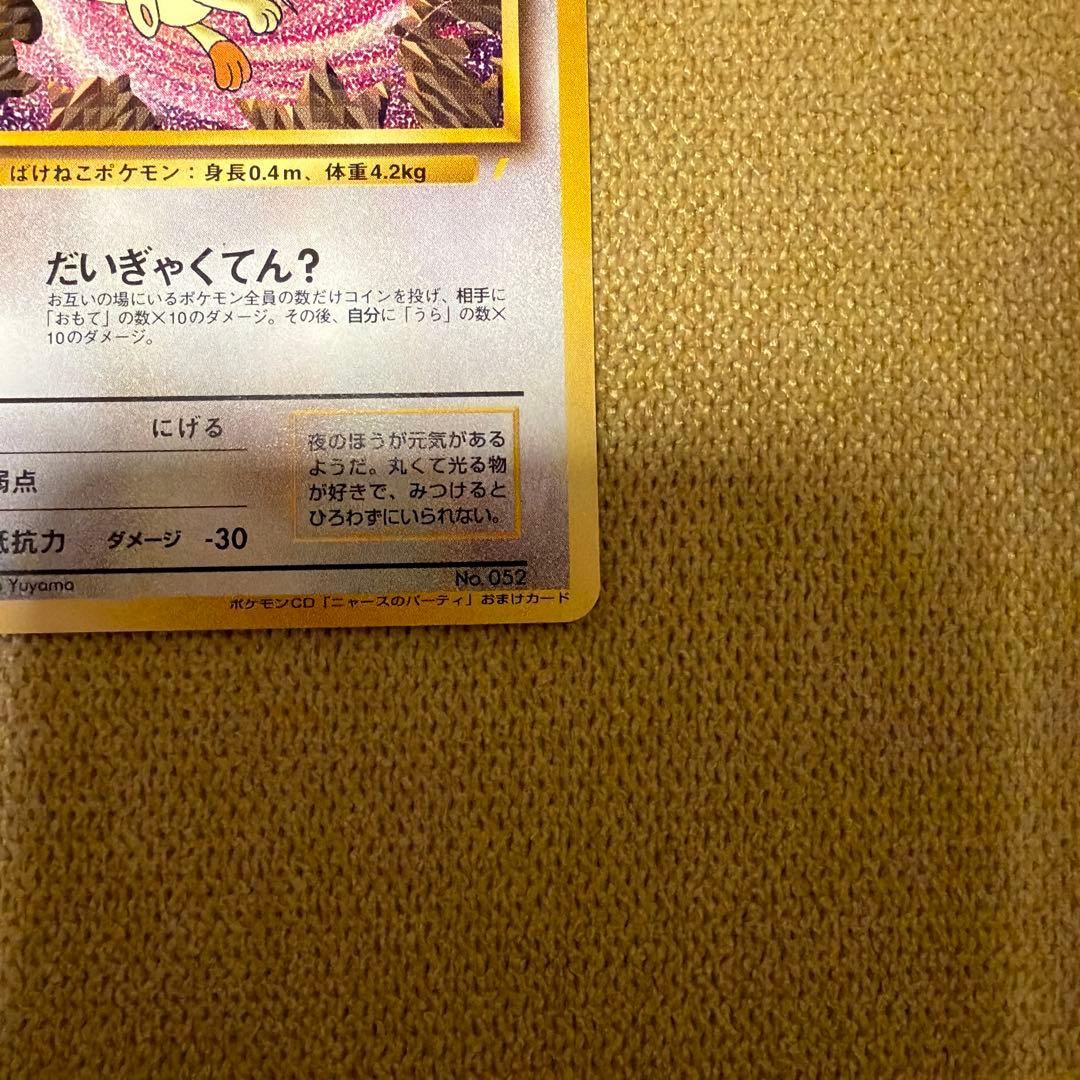 ばけねこポケモン：身長0.4m、体重4.2kg
だいぎゃくてん？
お互いの場にいるポケモン全員の数だけコインを投げ、相手に
「おもて」の数×10のダメージ。その後、自分に「うら」の数×
10のダメージ。
にげる
弱点
抵抗力 ダメージ -30
夜のほうが元気がある
ようだ。丸くて光る物
が好きで、みつけると
ひろわずにいられない。
Yuyama No. 052
ポケモンCD「ニャースのパーティ」おまけカード